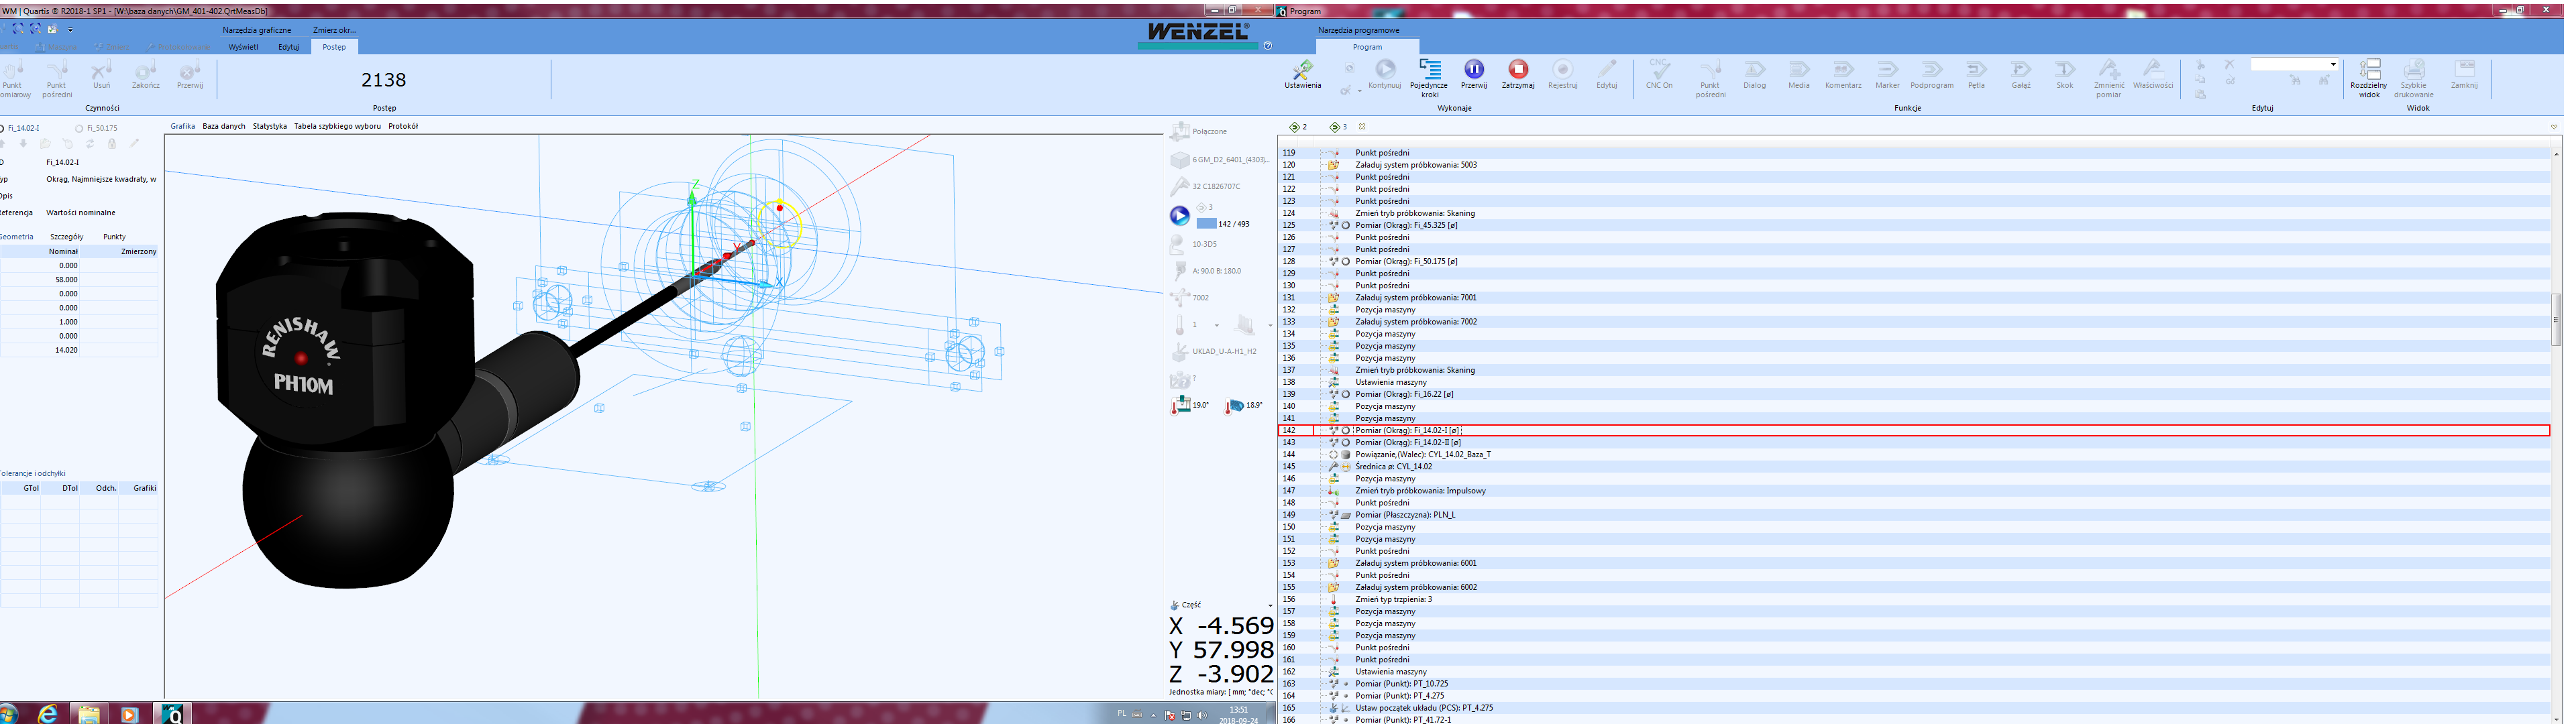 WM | Quartis ® R2018-1 SP1 - [W:\baza danych\GM_401-402.QrtMeasDb]
Narzędzia graficzne Zmierz okr...
Wyświetl Edytuj Postęp
WENZEL®
Punkt pośredni
Usuń
Zakończ
Przerwij
Czynności
2138
Postęp
Fi_14.02-I
Fi_50.175
Fi_14.02-I
Okrąg, Najmniejsze kwadraty, w
Wartości nominalne
Szczegóły Punkty
Nominał Zmierzony
0.000
58.000
0.000
0.000
1.000
0.000
14.020
Tolerancje i odchyłki
GTol DTol Odch. Grafiki
Grafika Baza danych Statystyka Tabela szybkiego wyboru Protokół
RENISHAW
PH10M
Z
Y
X
Połączone
6 GM_D2_6401_(4303)...
32 C1826707C
3
142 / 493
10-3DS
A: 90.0 B: 180.0
7002
1
UKLAD_U-A-H1_H2
T
19.0°
18.9°
Część
X -4.569
Y 57.998
Z -3.902
Jednostka miary: [ mm; °dec; °C
PL
13:51
2018-09-24
Program
Narzędzia programowe
Program
Ustawienia
Kontynuuj
Pojedyncze kroki
Przerwij
Zatrzymaj
Rejestruj
Edytuj
Wykonaje
CNC
CNC On
Punkt pośredni
Dialog
Media
Komentarz
Marker
Podprogram
Pętla
Gałąź
Skok
Zmienić pomiar
Właściwości
Funkcje
Edytuj
Rozdzielny widok
Szybkie drukowanie
Zamknij
Widok
2 3
119 Punkt pośredni
120 Załaduj system próbkowania: 5003
121 Punkt pośredni
122 Punkt pośredni
123 Punkt pośredni
124 Zmień tryb próbkowania: Skaning
125 Pomiar (Okrąg): Fi_45.325 [ø]
126 Punkt pośredni
127 Punkt pośredni
128 Pomiar (Okrąg): Fi_50.175 [ø]
129 Punkt pośredni
130 Punkt pośredni
131 Załaduj system próbkowania: 7001
132 Pozycja maszyny
133 Załaduj system próbkowania: 7002
134 Pozycja maszyny
135 Pozycja maszyny
136 Pozycja maszyny
137 Zmień tryb próbkowania: Skaning
138 Ustawienia maszyny
139 Pomiar (Okrąg): Fi_16.22 [ø]
140 Pozycja maszyny
141 Pozycja maszyny
142 Pomiar (Okrąg): Fi_14.02-I [ø]
143 Pomiar (Okrąg): Fi_14.02-II [ø]
144 Powiązanie,(Walec): CYL_14.02_Baza_T
145 Średnica ø: CYL_14.02
146 Pozycja maszyny
147 Zmień tryb próbkowania: Impulsowy
148 Punkt pośredni
149 Pomiar (Płaszczyzna): PLN_L
150 Pozycja maszyny
151 Pozycja maszyny
152 Punkt pośredni
153 Załaduj system próbkowania: 6001
154 Punkt pośredni
155 Załaduj system próbkowania: 6002
156 Zmień typ trzpienia: 3
157 Pozycja maszyny
158 Pozycja maszyny
159 Pozycja maszyny
160 Punkt pośredni
161 Punkt pośredni
162 Ustawienia maszyny
163 Pomiar (Punkt): PT_10.725
164 Pomiar (Punkt): PT_4.275
165 Ustaw początek układu (PCS): PT_4.275
166 Pomiar (Punkt): PT_41.72-1